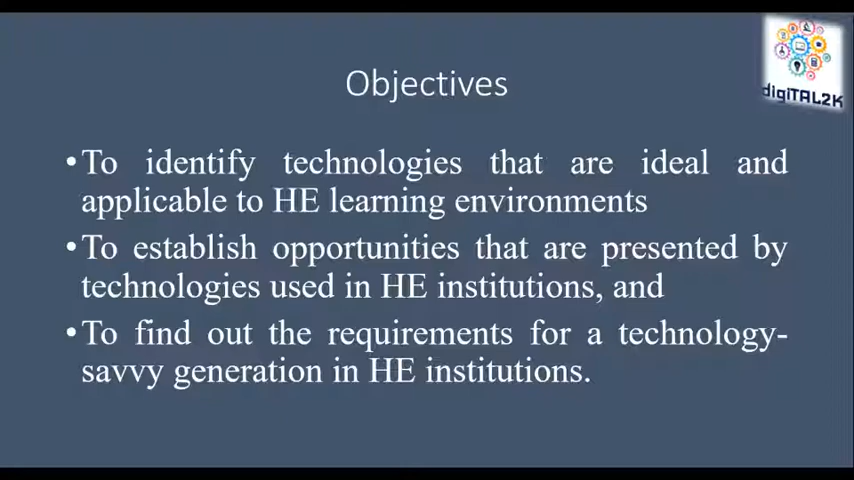 Objectives
digiTAL2K
•To identify technologies that are ideal and
applicable to HE learning environments
•To establish opportunities that are presented by
technologies used in HE institutions, and
•To find out the requirements for a technology-
savvy generation in HE institutions.